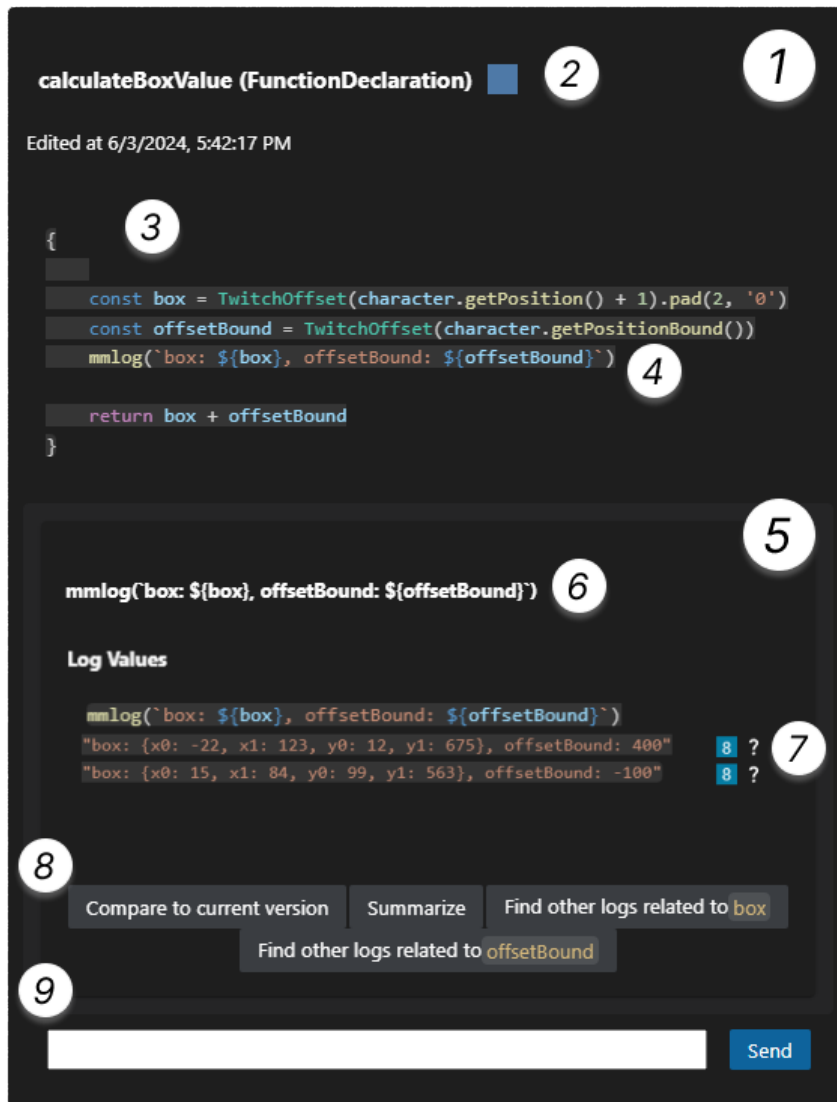 1
calculateBoxValue (FunctionDeclaration)
2
Edited at 6/3/2024, 5:42:17 PM
3
{
const box = TwitchOffset(character.getPosition() + 1).pad(2, '0')
const offsetBound = TwitchOffset(character.getPositionBound())
mmlog(`box: ${box}, offsetBound: ${offsetBound}`)
4
return box + offsetBound
}
5
mmlog(`box: ${box}, offsetBound: ${offsetBound}`)
6
Log Values
mmlog(`box: ${box}, offsetBound: ${offsetBound}`)
"box: {x0: -22, x1: 123, y0: 12, y1: 675}, offsetBound: 400" 8 ?
7
"box: {x0: 15, x1: 84, y0: 99, y1: 563}, offsetBound: -100" 8 ?
8
Compare to current version Summarize Find other logs related to box
Find other logs related to offsetBound
9
Send